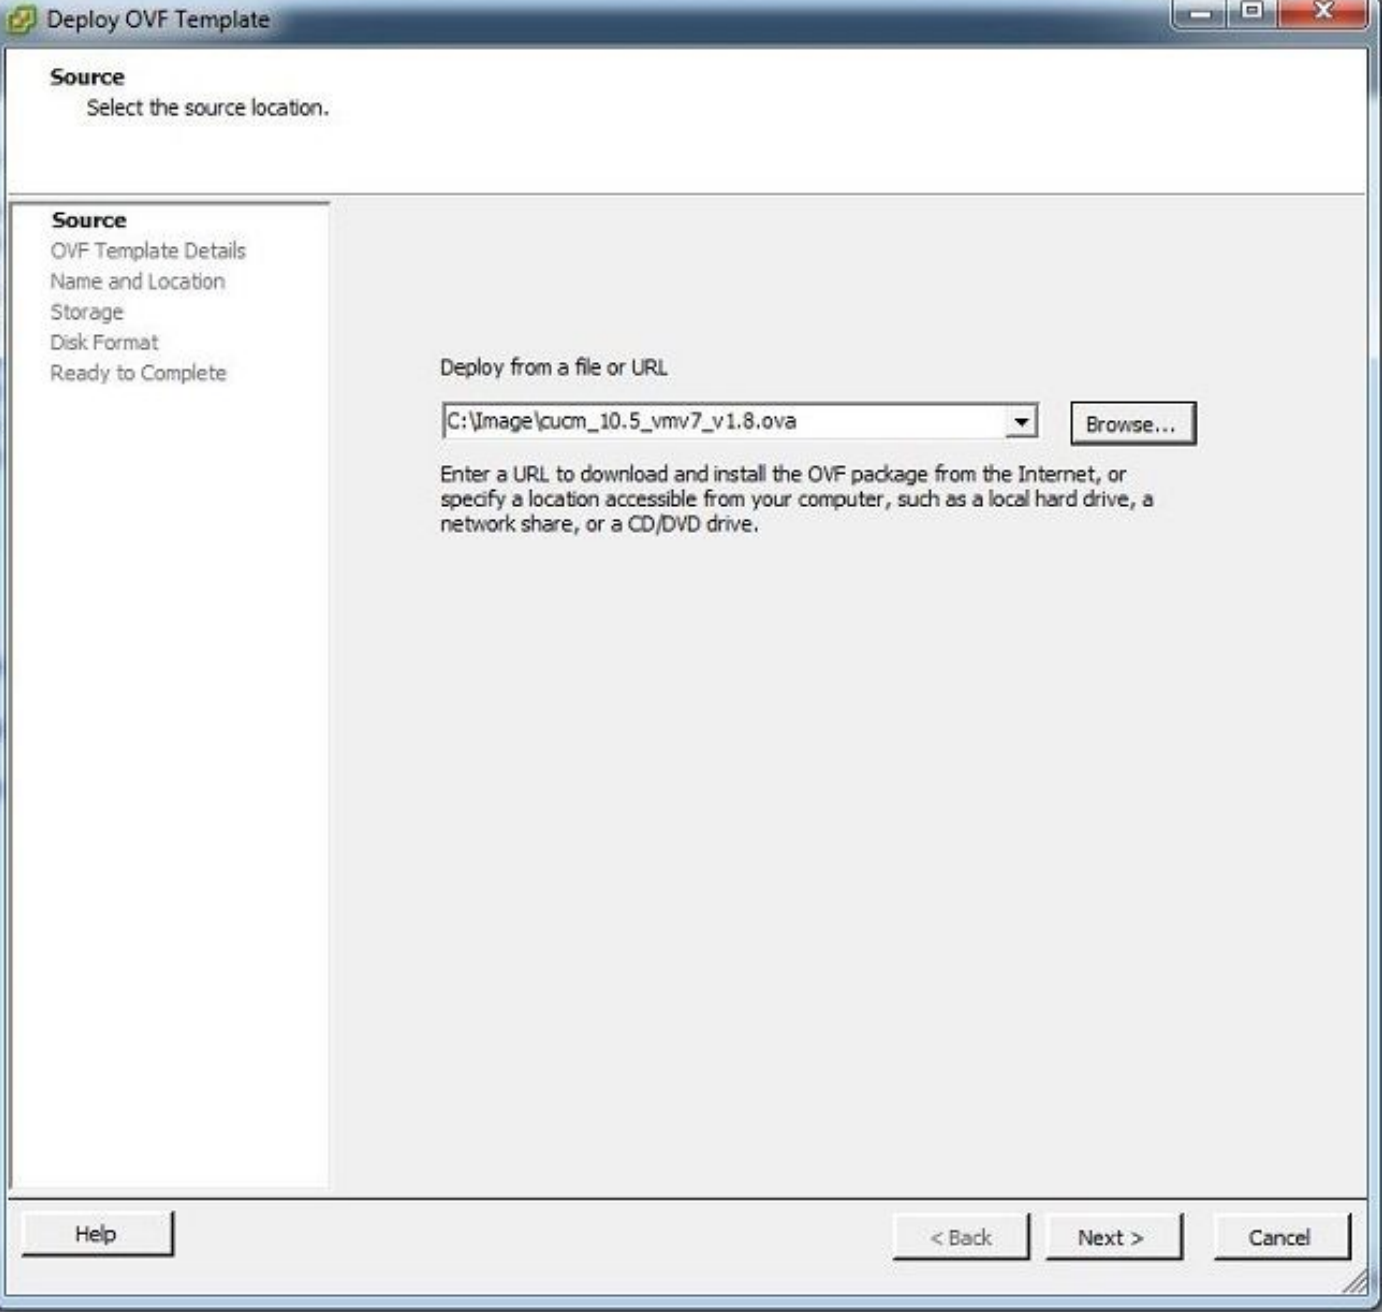 Deploy OVF Template
Source
Select the source location.
Source
OVF Template Details
Name and Location
Storage
Disk Format
Ready to Complete
Deploy from a file or URL
C:\Image\cucm_10.5_vmv7_v1.8.ova
Browse...
Enter a URL to download and install the OVF package from the Internet, or
specify a location accessible from your computer, such as a local hard drive, a
network share, or a CD/DVD drive.
Help
< Back
Next >
Cancel